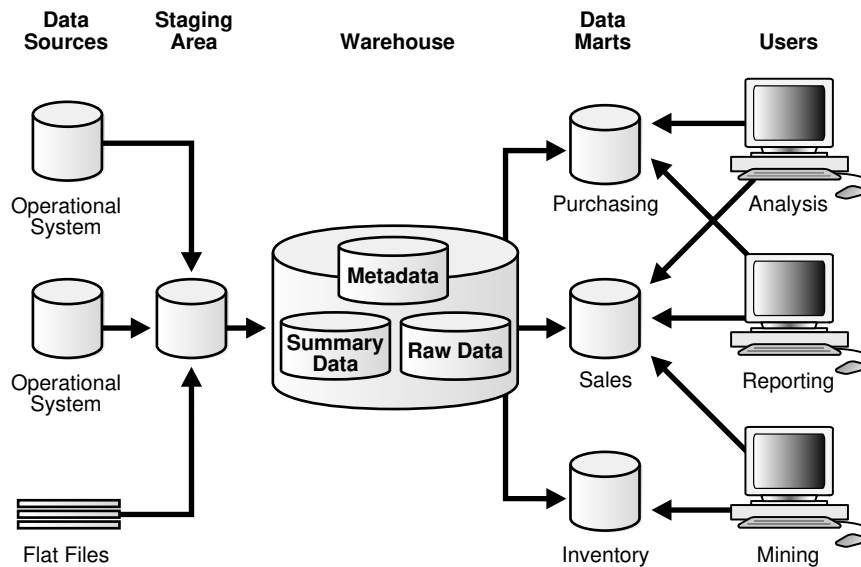 Data
Sources
Staging
Area
Warehouse
Data
Marts
Users
Operational
System
Purchasing
Analysis
Metadata
Summary
Data
Raw Data
Operational
System
Sales
Reporting
Flat Files
Inventory
Mining